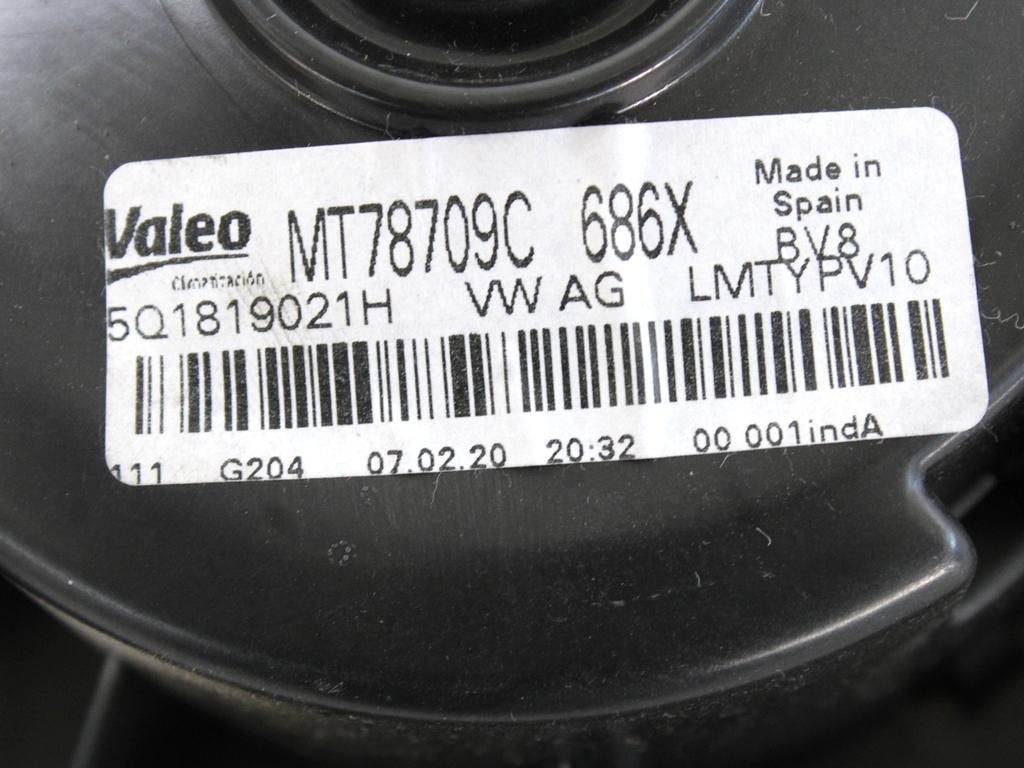 Valeo MT78709C 686X Made in
Spain
BV8
Climatización
5Q1819021H VW AG LMTYPV10
111 G204 07.02.20 20:32 00 001indA